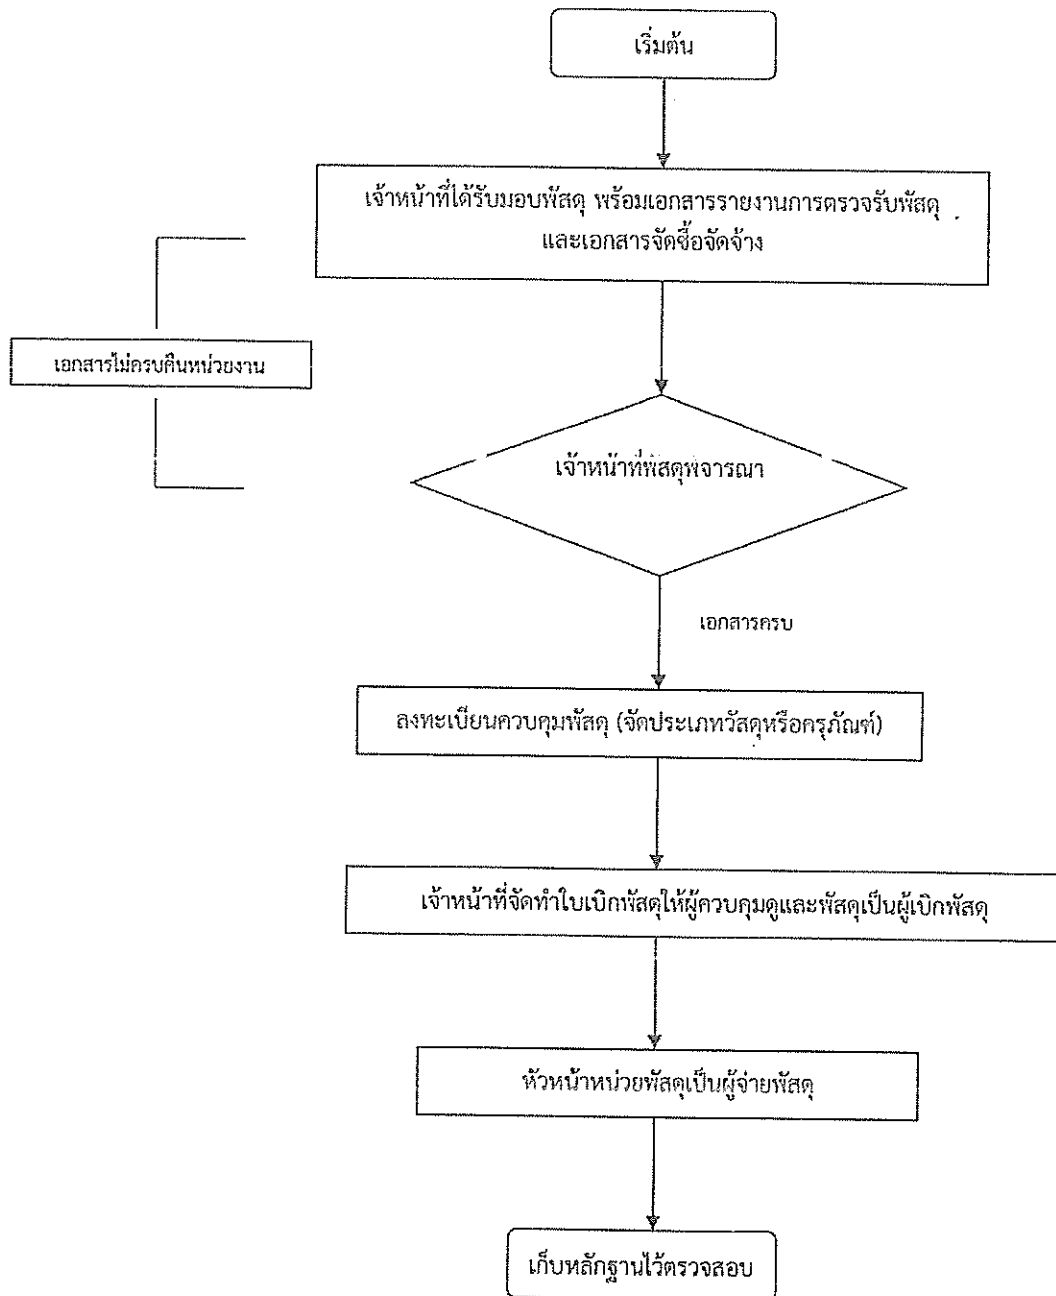 เริ่มต้น
เจ้าหน้าที่ได้รับมอบพัสดุ พร้อมเอกสารรายงานการตรวจรับพัสดุ
และเอกสารจัดซื้อจัดจ้าง
เอกสารไม่ครบคืนหน่วยงาน
เจ้าหน้าที่พัสดุพิจารณา
เอกสารครบ
ลงทะเบียนควบคุมพัสดุ (จัดประเภทวัสดุหรือครุภัณฑ์)
เจ้าหน้าที่จัดทำใบเบิกพัสดุให้ผู้ควบคุมดูและพัสดุเป็นผู้เบิกพัสดุ
หัวหน้าหน่วยพัสดุเป็นผู้จ่ายพัสดุ
เก็บหลักฐานไว้ตรวจสอบ